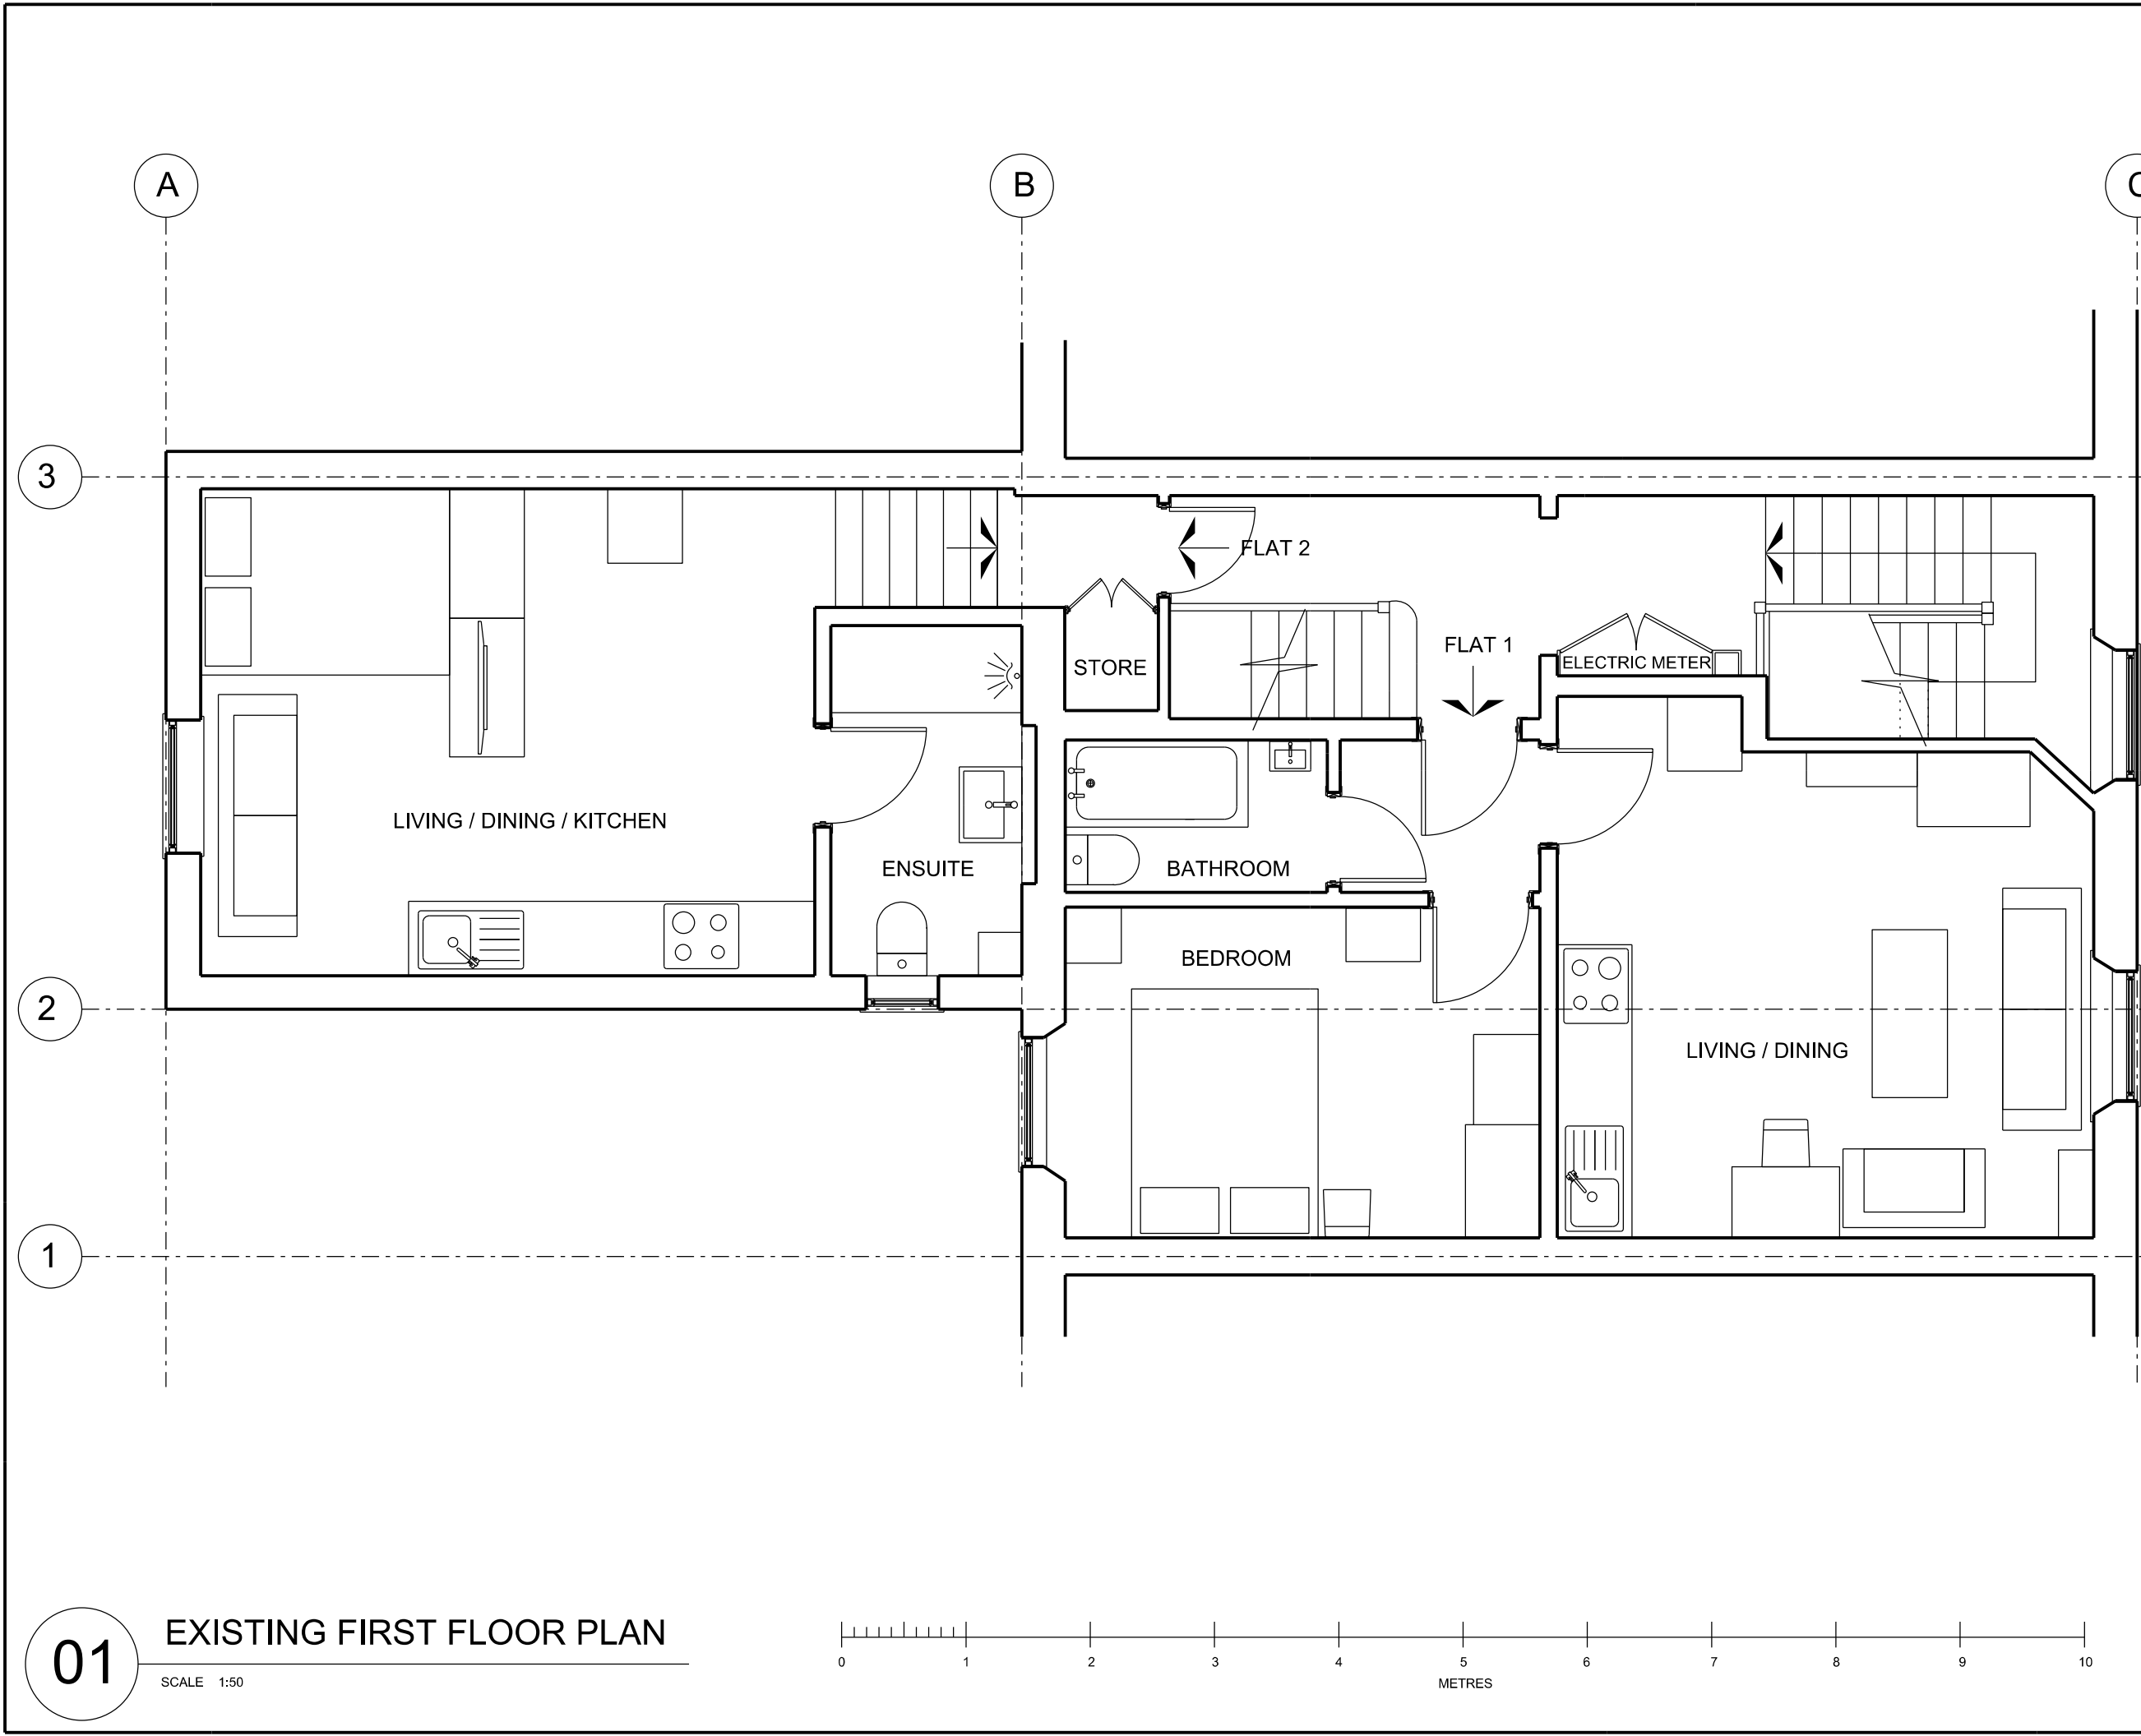 A
B
C
3
FLAT 2
FLAT 1
STORE
ELECTRIC METER
LIVING / DINING / KITCHEN
ENSUITE
BATHROOM
BEDROOM
2
LIVING / DINING
1
01
EXISTING FIRST FLOOR PLAN
SCALE 1:50
0 1 2 3 4 5 6 7 8 9 10
METRES